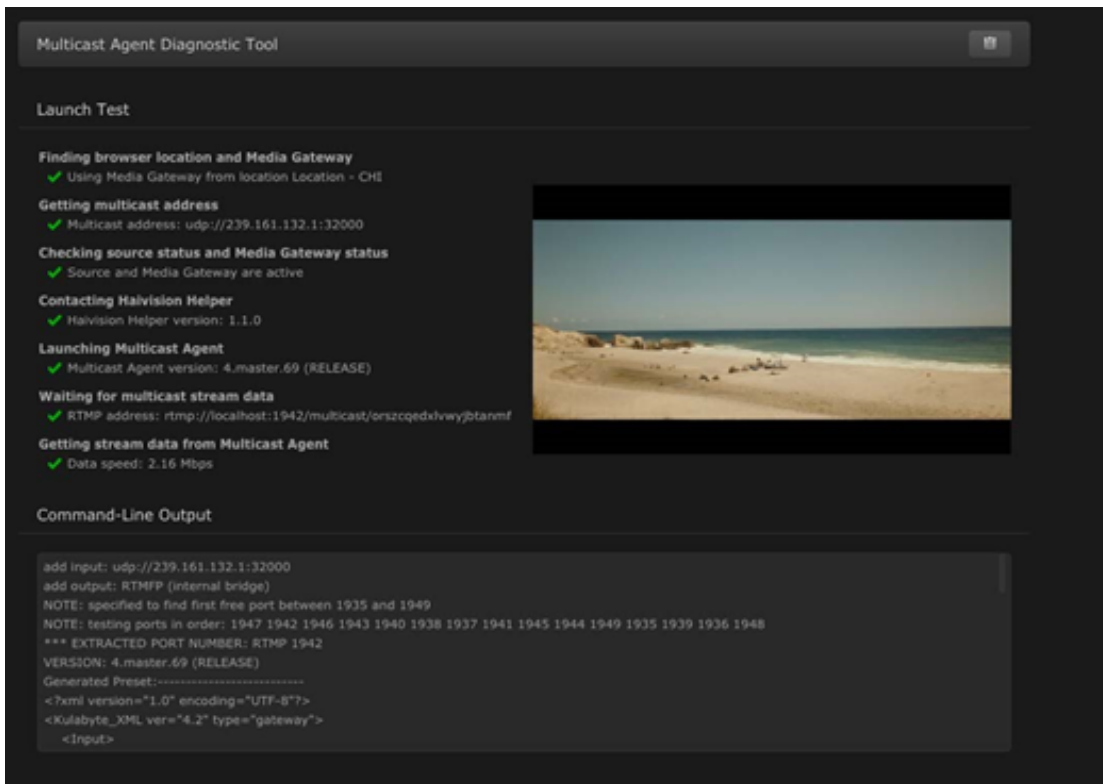 Multicast Agent Diagnostic Tool
Launch Test
Finding browser location and Media Gateway
Using Media Gateway from location Location - CHI
Getting multicast address
Multicast address: udp://239.161.132.1:32000
Checking source status and Media Gateway status
Source and Media Gateway are active
Contacting Haivision Helper
Haivision Helper version: 1.1.0
Launching Multicast Agent
Multicast Agent version: 4.master.69 (RELEASE)
Waiting for multicast stream data
RTMP address: rtmp://localhost:1942/multicast/orszcqedxlvwyjbtanmf
Getting stream data from Multicast Agent
Data speed: 2.16 Mbps
Command-Line Output
add input: udp://239.161.132.1:32000
add output: RTMFP (internal bridge)
NOTE: specified to find first free port between 1935 and 1949
NOTE: testing ports in order: 1947 1942 1946 1943 1940 1938 1937 1941 1945 1944 1949 1935 1939 1936 1948
*** EXTRACTED PORT NUMBER: RTMP 1942
VERSION: 4.master.69 (RELEASE)
Generated Preset:--------------------------
<?xml version="1.0" encoding="UTF-8"?>
<Kulabyte_XML ver="4.2" type="gateway">
<Input>